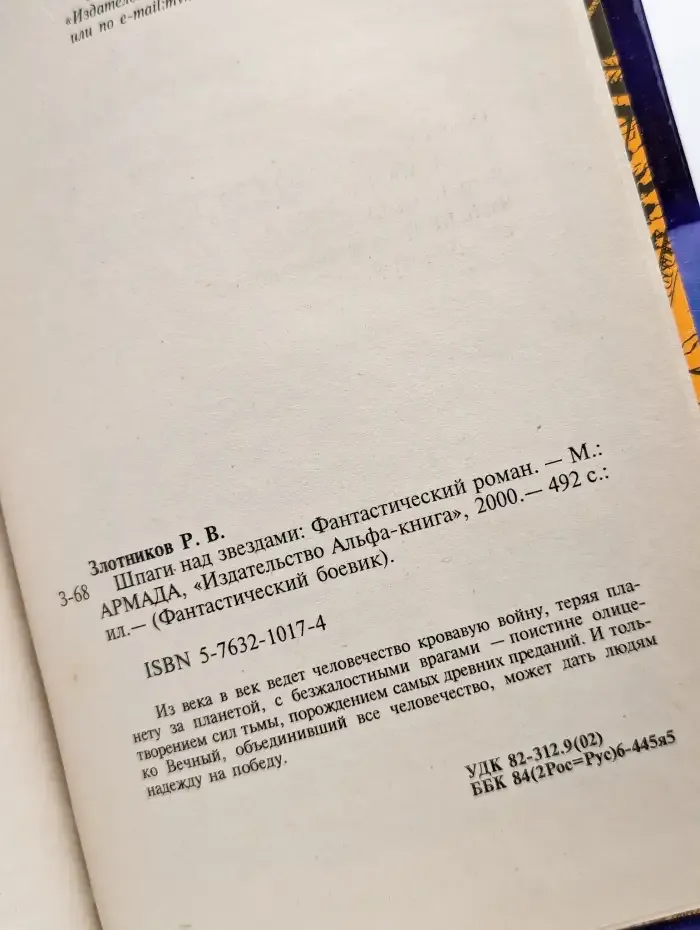 «Издатель
или по e-mail:
Злотников Р. В.
З-68 Шпаги над звездами: Фантастический роман. — М.:
АРМАДА, «Издательство Альфа-книга», 2000.— 492 с.:
ил.— (Фантастический боевик).
ISBN 5-7632-1017-4
Из века в век ведет человечество кровавую войну, теряя пла-
нету за планетой, с безжалостными врагами — поистине олице-
творением сил тьмы, порождением самых древних преданий. И толь-
ко Вечный, объединивший все человечество, может дать людям
надежду на победу.
УДК 82-312.9(02)
ББК 84(2Рос=Рус)6-445я5